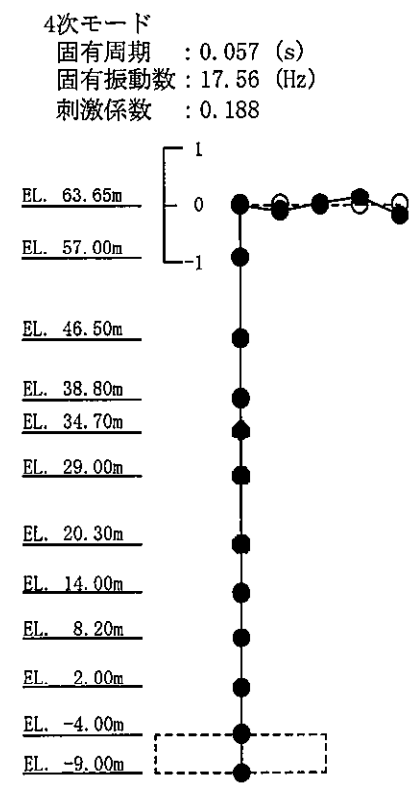 4次モード
固有周期 :0.057 (s)
固有振動数:17.56 (Hz)
刺激係数 :0.188
1
EL. 63.65m
0
EL. 57.00m
-1
EL. 46.50m
EL. 38.80m
EL. 34.70m
EL. 29.00m
EL. 20.30m
EL. 14.00m
EL. 8.20m
EL. 2.00m
EL. -4.00m
EL. -9.00m